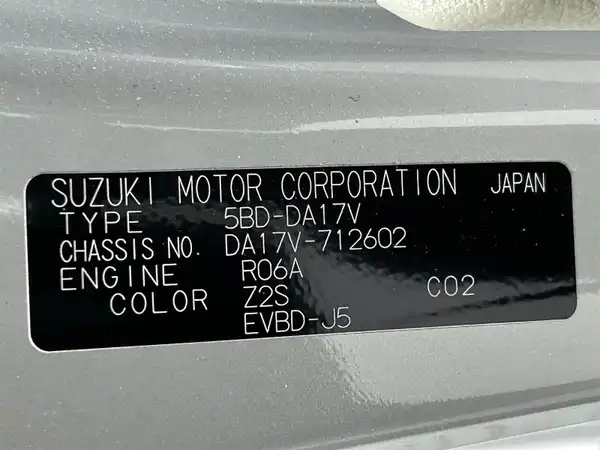 SUZUKI MOTOR CORPORATION JAPAN
TYPE 5BD-DA17V
CHASSIS NO. DA17V-712602
ENGINE R06A
COLOR Z2S C02
EVBD-J5